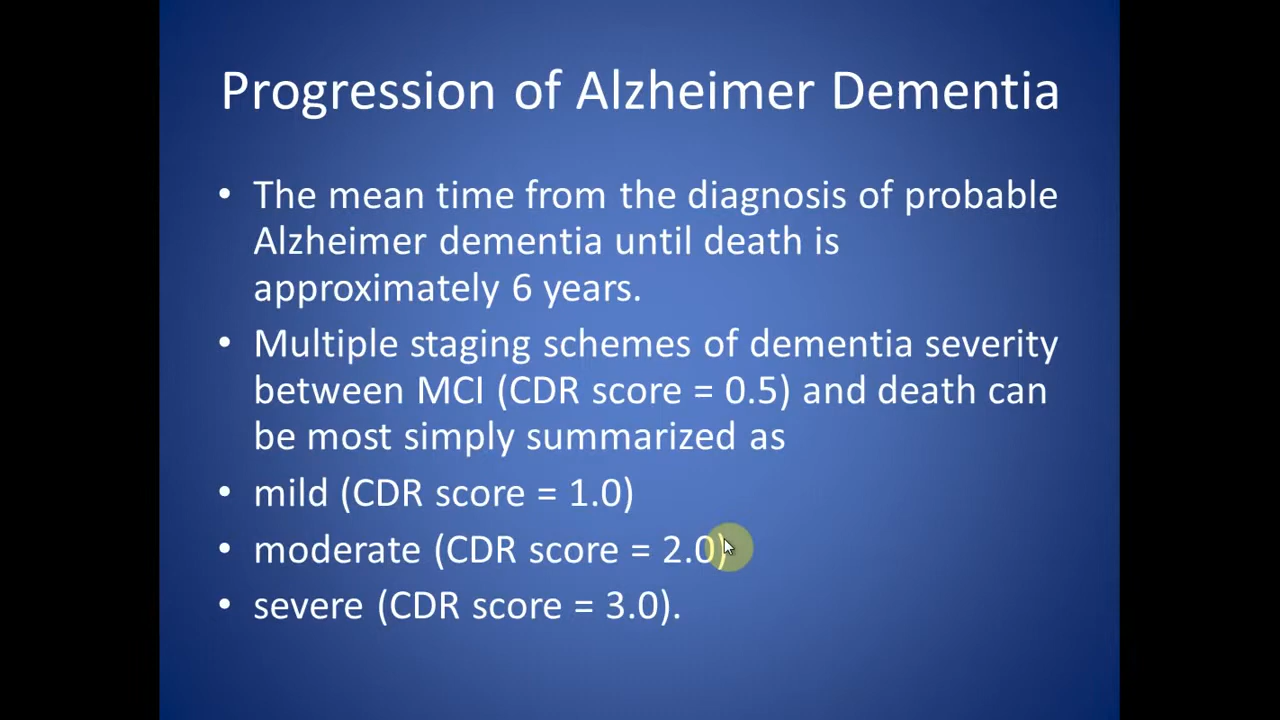 Progression of Alzheimer Dementia
• The mean time from the diagnosis of probable
Alzheimer dementia until death is
approximately 6 years.
• Multiple staging schemes of dementia severity
between MCI (CDR score = 0.5) and death can
be most simply summarized as
• mild (CDR score = 1.0)
• moderate (CDR score = 2.0)
• severe (CDR score = 3.0).